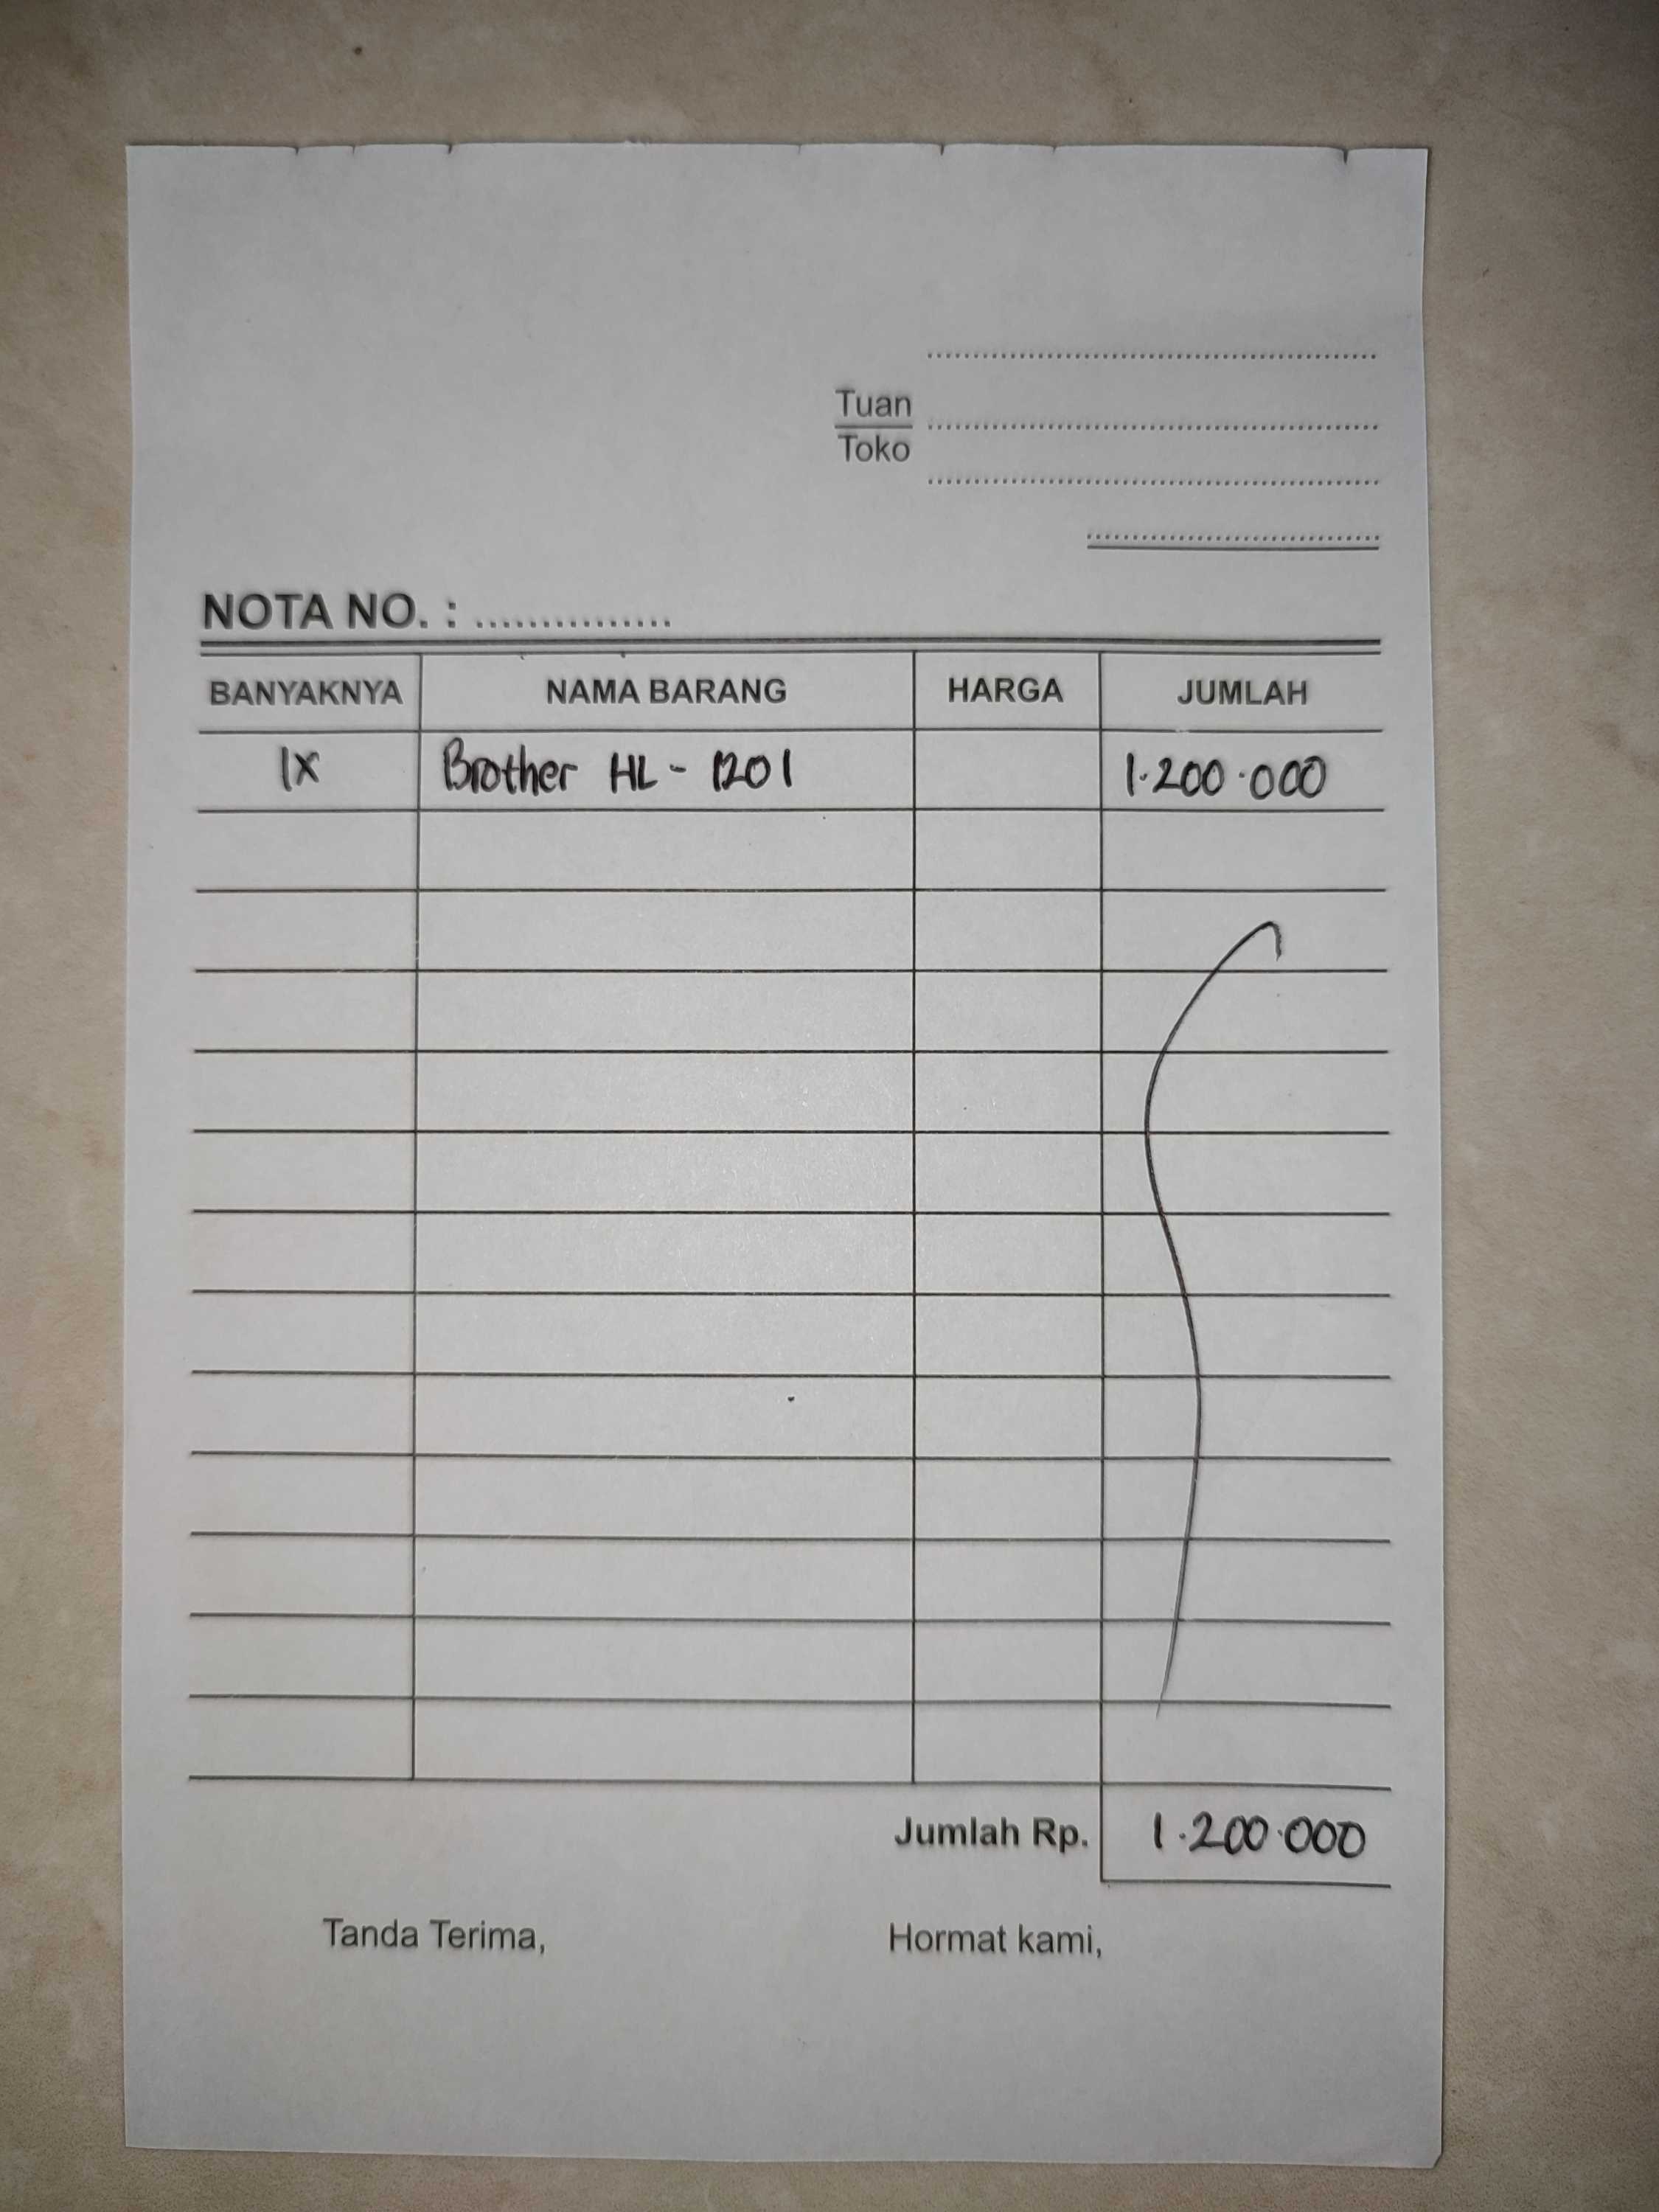 Tuan
Toko
NOTA NO. : ...............
BANYAKNYA NAMA BARANG HARGA JUMLAH
1x Brother HL - 1201 1.200.000
Jumlah Rp. 1.200.000
Tanda Terima, Hormat kami,